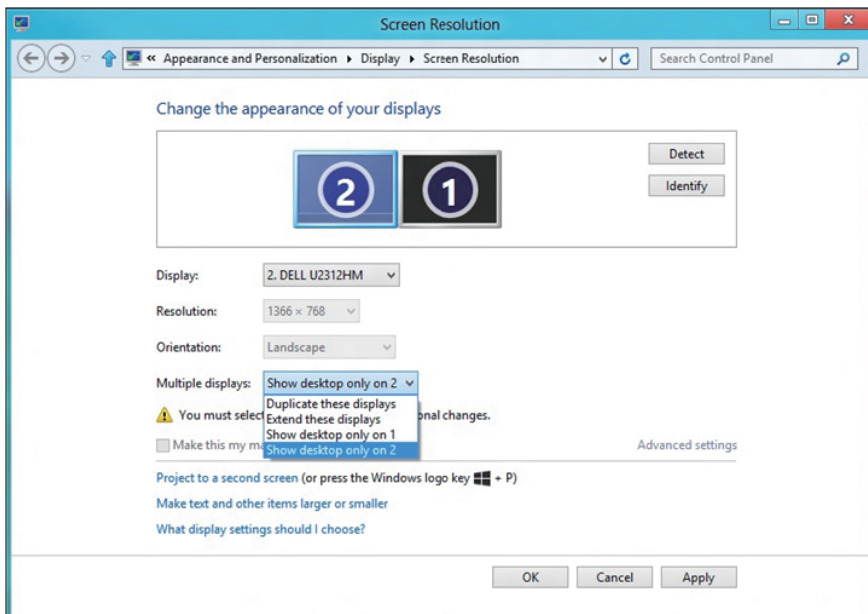 Screen Resolution
« Appearance and Personalization Display Screen Resolution
Search Control Panel
Change the appearance of your displays
2 1
Detect
Identify
Display: 2. DELL U2312HM
Resolution: 1366 × 768
Orientation: Landscape
Multiple displays: Show desktop only on 2
Duplicate these displays
You must selec onal changes.
Extend these displays
Show desktop only on 1
Make this my ma
Show desktop only on 2
Advanced settings
Project to a second screen (or press the Windows logo key + P)
Make text and other items larger or smaller
What display settings should I choose?
OK Cancel Apply